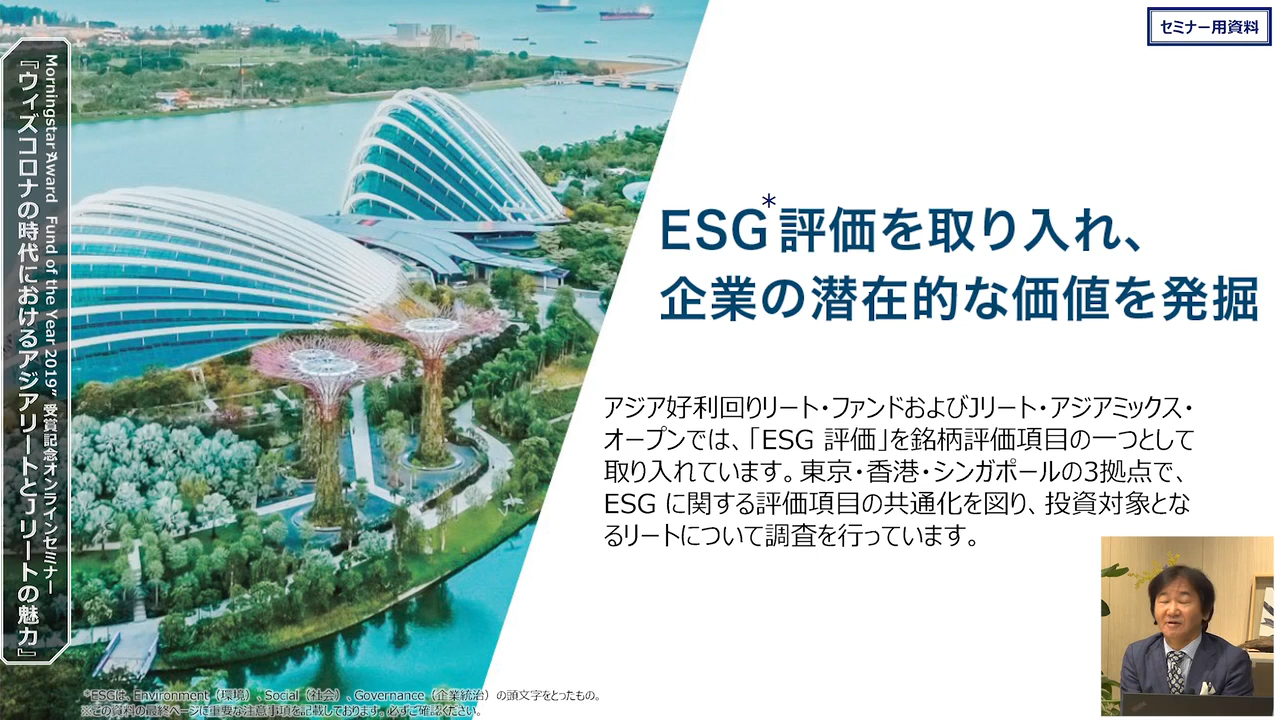 セミナー用資料
Morningstar Award Fund of the Year 2019” 受賞記念オンラインセミナー
『ウィズコロナの時代におけるアジアリートとJリートの魅力』
ESG*評価を取り入れ、
企業の潜在的な価値を発掘
アジア好利回りリート・ファンドおよびJリート・アジアミックス・
オープンでは、「ESG 評価」を銘柄評価項目の一つとして
取り入れています。東京・香港・シンガポールの3拠点で、
ESG に関する評価項目の共通化を図り、投資対象とな
るリートについて調査を行っています。
*ESGは、Environment（環境）、Social（社会）、Governance（企業統治）の頭文字をとったもの。
※この資料の最終ページに重要な注意事項を記載しております。必ずご確認ください。